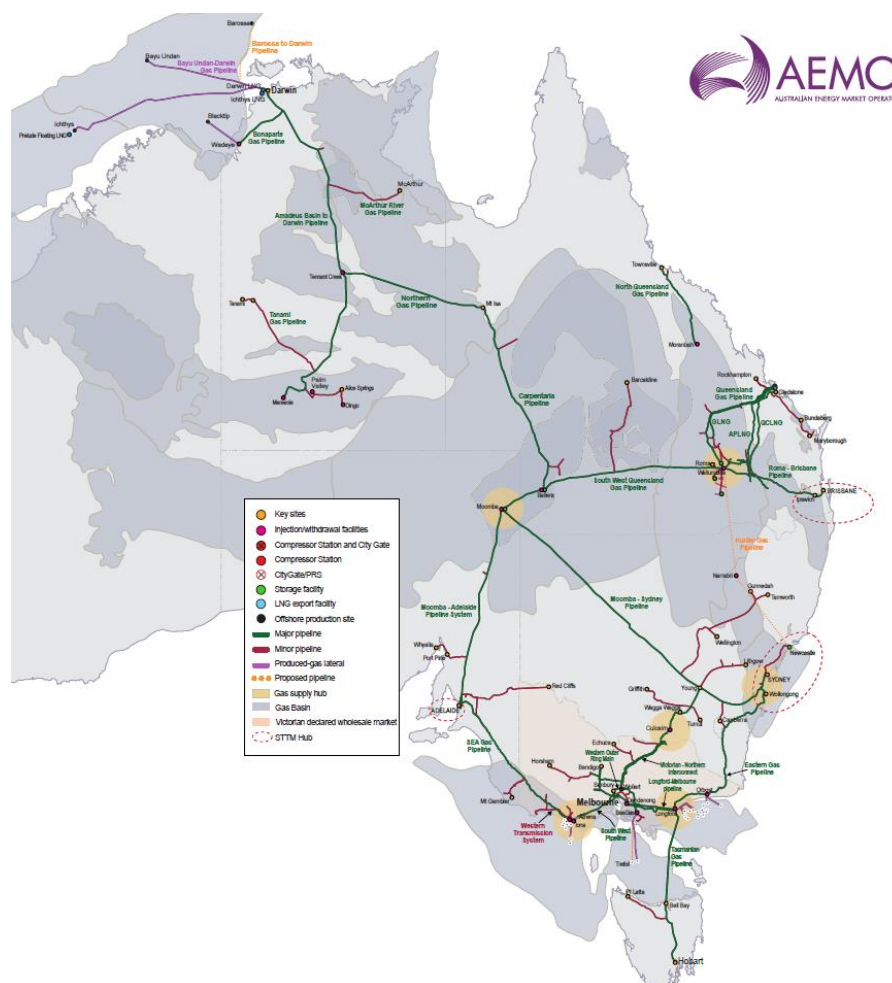 Barossa
Barossa to Darwin
Pipeline
Bayu Undan
Bayu Undan-Darwin
Gas Pipeline
AEMO
AUSTRALIAN ENERGY MARKET OPERAT
Darwin LNG
Darwin
Ichthys LNG
Ichthys
Prelude Floating LNG
Blacktip
Wadeye
Bonaparte
Gas Pipeline
McArthur
McArthur River
Gas Pipeline
Amadeus Basin to
Darwin Pipeline
Tennant Creek
Northern
Gas Pipeline
Mt Isa
Townsville
North Queensland
Gas Pipeline
Moranbah
Tanami
Tanami
Gas Pipeline
Palm
Valley
Alice Springs
Mereenie
Dingo
Carpentaria
Pipeline
Barcaldine
Rockhampton
Queensland
Gas Pipeline
Gladstone
GLNG
APLNG
QCLNG
Bundaberg
Maryborough
Roma
Wallumbilla
Roma - Brisbane
Pipeline
BRISBANE
Ipswich
South West Queensland
Gas Pipeline
Ballera
Moomba
Hunter Gas
Pipeline
Narrabri
Gunnedah
Tamworth
Key sites
Injection/withdrawal facilities
Compressor Station and City Gate
Compressor Station
CityGate/PRS
Storage facility
LNG export facility
Offshore production site
Major pipeline
Minor pipeline
Produced-gas lateral
Proposed pipeline
Gas supply hub
Gas Basin
Victorian declared wholesale market
STTM Hub
Moomba - Adelaide
Pipeline System
Moomba - Sydney
Pipeline
Whyalla
Port Pirie
Wellington
Newcastle
Lithgow
SYDNEY
Wollongong
Red Cliffs
Griffith
Young
ADELAIDE
Wagga Wagga
Tumut
Canberra
Culcairn
SEA Gas
Pipeline
Echuca
Western Outer
Ring Main
Bendigo
Horsham
Victorian - Northern
Interconnect
Eastern Gas
Pipeline
Longford-Melbourne
pipeline
Sunbury
Orbost
Mt Gambier
Melbourne
Dandenong
Longford
Iona
Western
Transmission
System
South West
Pipeline
Tasmanian
Gas
Pipeline
Bell Bay
Hobart